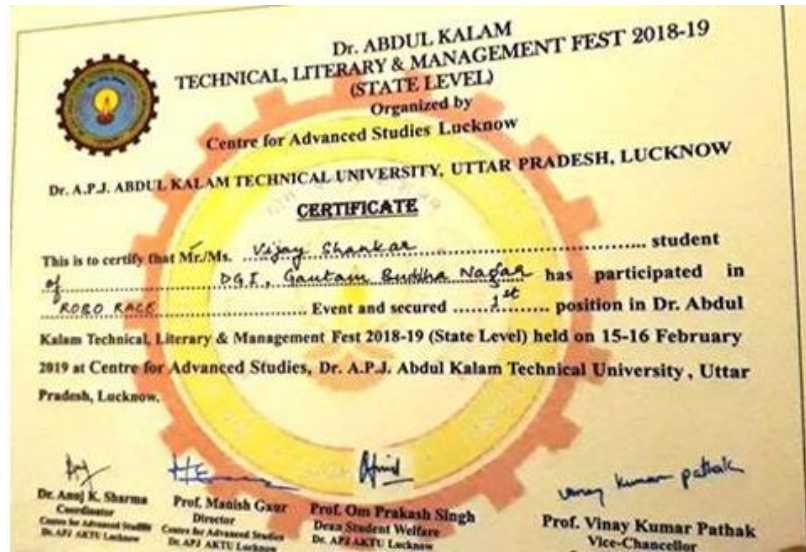 Dr. ABDUL KALAM
TECHNICAL, LITERARY & MANAGEMENT FEST 2018-19
(STATE LEVEL)
Organized by
Centre for Advanced Studies Lucknow
Dr. A.P.J. ABDUL KALAM TECHNICAL UNIVERSITY, UTTAR PRADESH, LUCKNOW
CERTIFICATE
This is to certify that Mr./Ms. Vijay Shankar student
of DGI, Gautam Buddha Nagar has participated in
ROBO RACE Event and secured 1st position in Dr. Abdul
Kalam Technical, Literary & Management Fest 2018-19 (State Level) held on 15-16 February
2019 at Centre for Advanced Studies, Dr. A.P.J. Abdul Kalam Technical University, Uttar
Pradesh, Lucknow.
vinay kumar pathak
Dr. Anuj K. Sharma Prof. Manish Gaur Prof. Om Prakash Singh Prof. Vinay Kumar Pathak
Coordinator Director Dean Student Welfare Vice-Chancellor
Centre for Advanced Studies Centre for Advanced Studies Dr. APJ AKTU Lucknow
Dr. APJ AKTU Lucknow Dr. APJ AKTU Lucknow